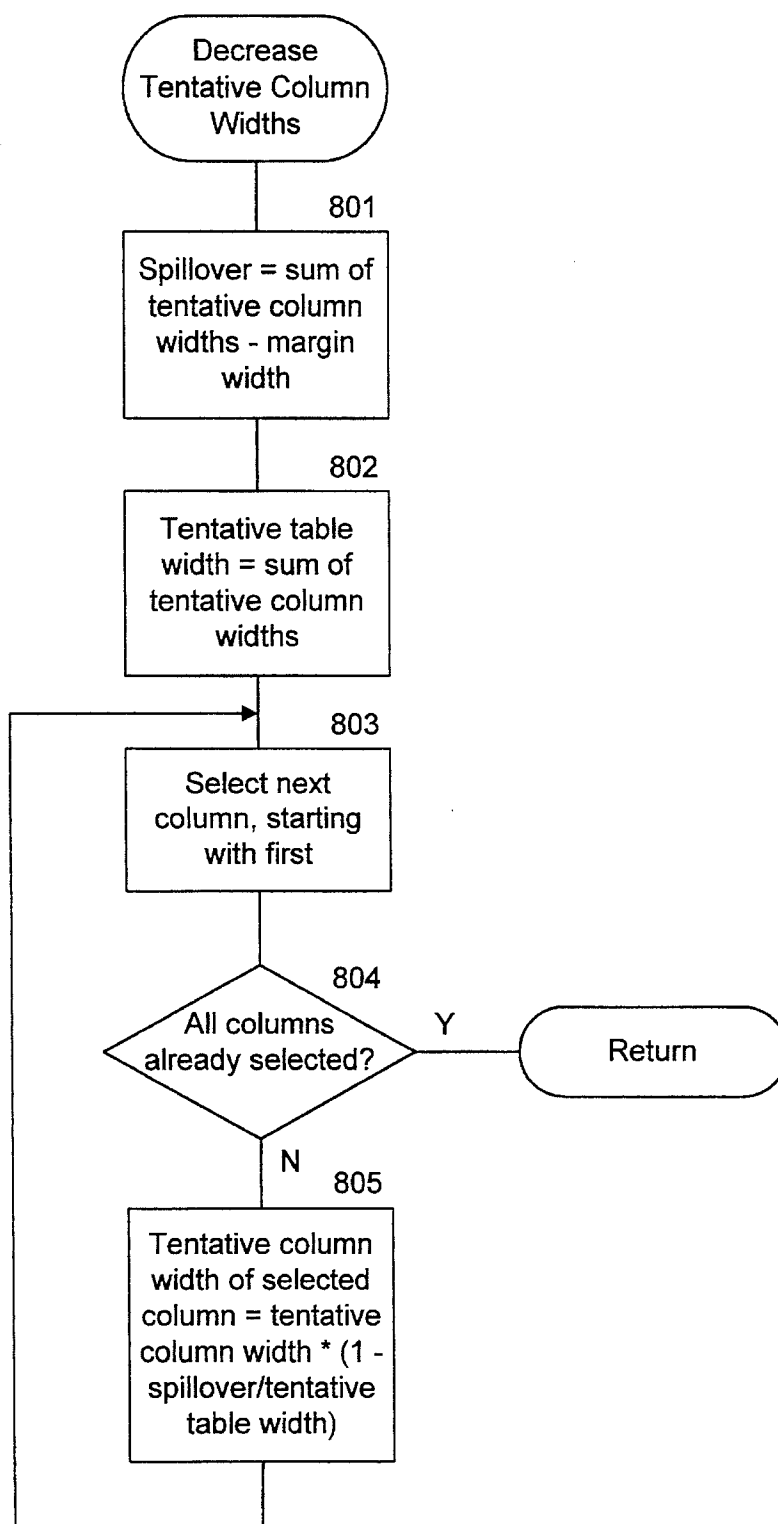 Decrease
Tentative Column
Widths
801
Spillover = sum of
tentative column
widths - margin
width
802
Tentative table
width = sum of
tentative column
widths
803
Select next
column, starting
with first
804
All columns
already selected?
Y
Return
N
805
Tentative column
width of selected
column = tentative
column width * (1 -
spillover/tentative
table width)